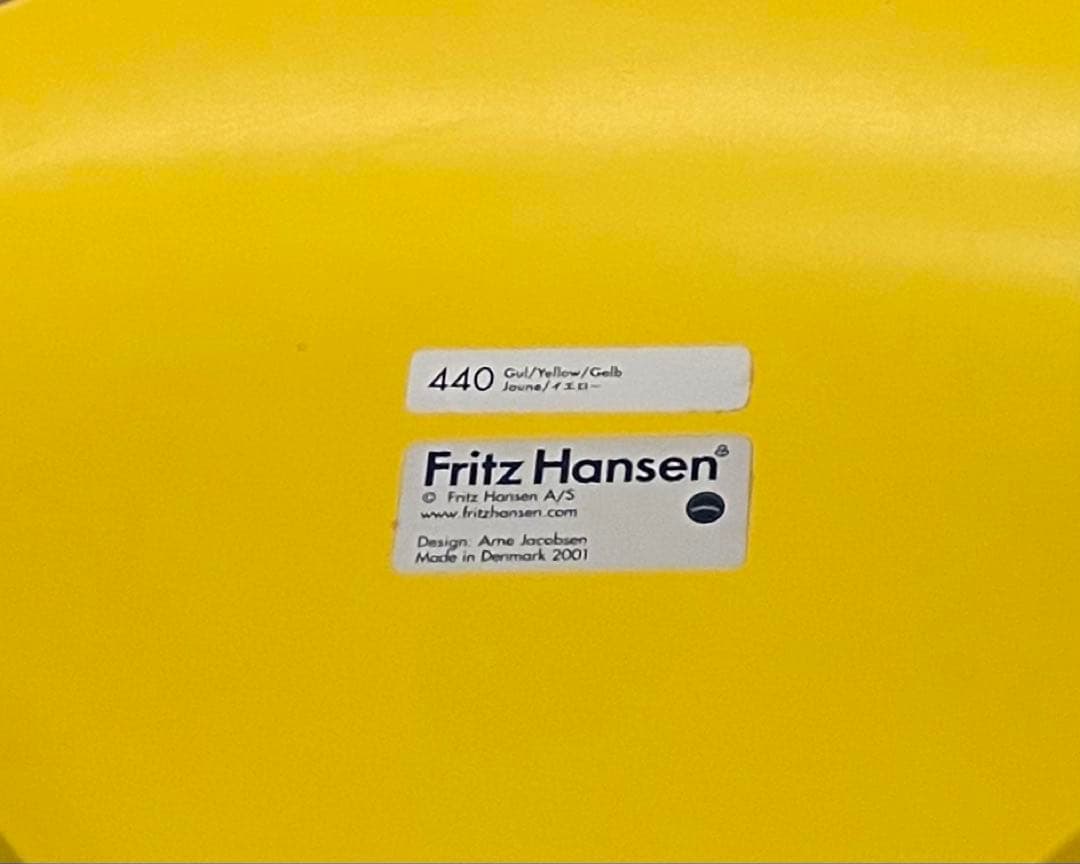 440 Gul/Yellow/Gelb
Jaune/イエロー
Fritz Hansen®
© Fritz Hansen A/S
www.fritzhansen.com
Design: Arne Jacobsen
Made in Denmark 2001